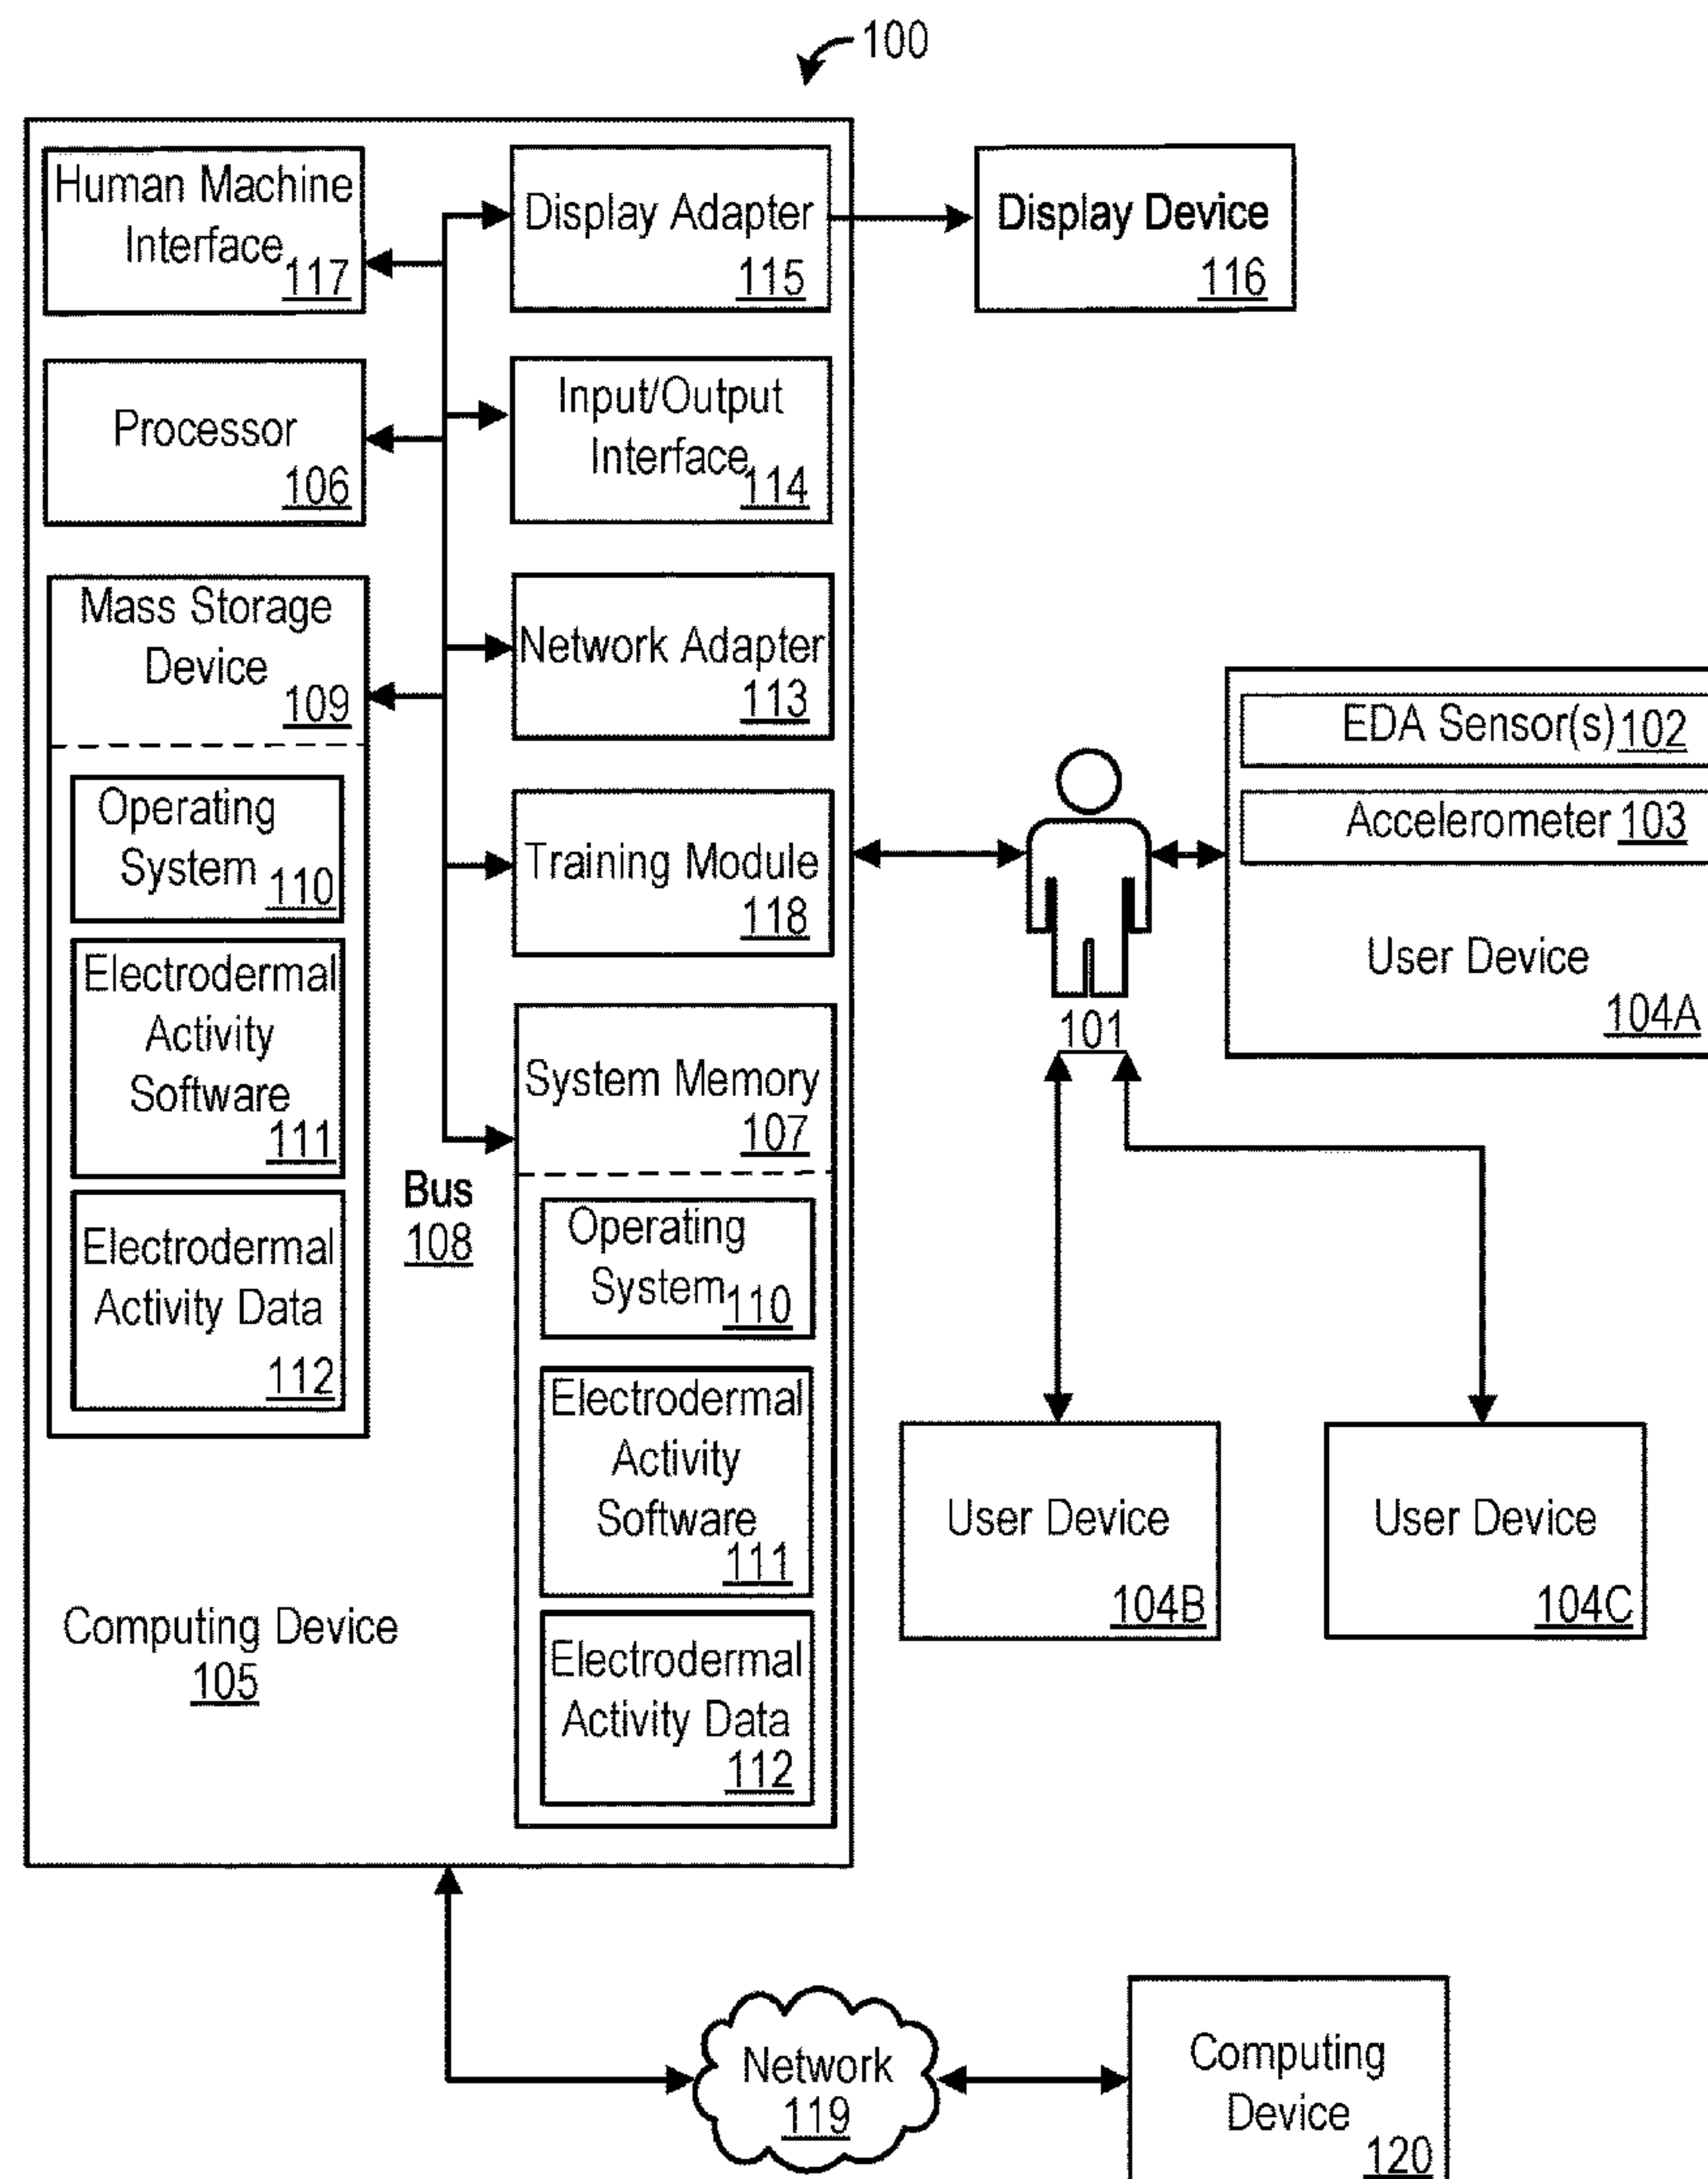 100
Human Machine
Interface
117
Display Adapter
115
Display Device
116
Processor
106
Input/Output
Interface
114
Mass Storage
Device
109
Network Adapter
113
Operating
System
110
Training Module
118
Electrodermal
Activity
Software
111
System Memory
107
Bus
108
Electrodermal
Activity Data
112
Operating
System
110
Electrodermal
Activity
Software
111
Electrodermal
Activity Data
112
Computing Device
105
EDA Sensor(s) 102
Accelerometer 103
User Device
104A
101
User Device
104B
User Device
104C
Network
119
Computing
Device
120